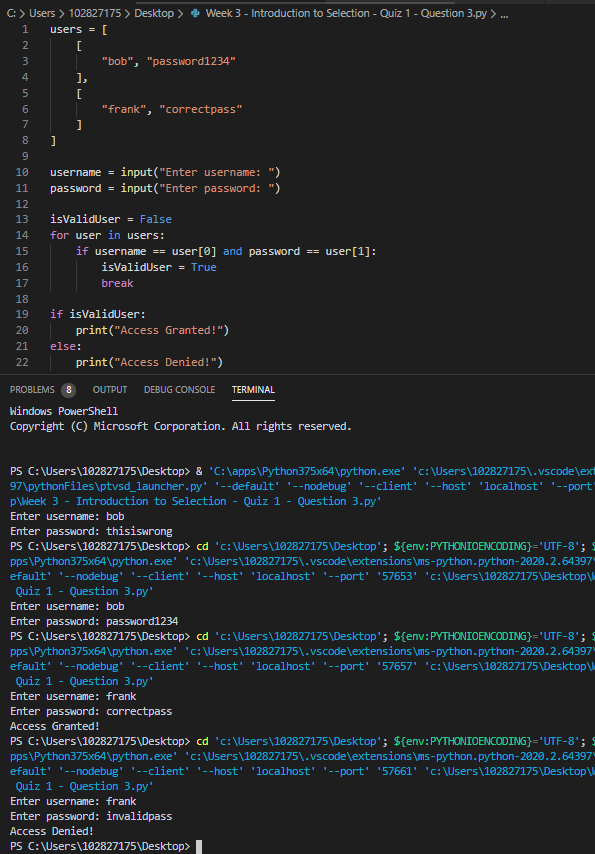 C: > Users > 102827175 > Desktop > Week 3 - Introduction to Selection - Quiz 1 - Question 3.py > ...
1 users = [
2 [
3 "bob", "password1234"
4 ],
5 [
6 "frank", "correctpass"
7 ]
8 ]
9
10 username = input("Enter username: ")
11 password = input("Enter password: ")
12
13 isValidUser = False
14 for user in users:
15 if username == user[0] and password == user[1]:
16 isValidUser = True
17 break
18
19 if isValidUser:
20 print("Access Granted!")
21 else:
22 print("Access Denied!")
PROBLEMS 8 OUTPUT DEBUG CONSOLE TERMINAL
Windows PowerShell
Copyright (C) Microsoft Corporation. All rights reserved.
PS C:\Users\102827175\Desktop> & 'C:\apps\Python375x64\python.exe' 'c:\Users\102827175\.vscode\ext
97\pythonFiles\ptvsd_launcher.py' '--default' '--nodebug' '--client' '--host' 'localhost' '--port'
p\Week 3 - Introduction to Selection - Quiz 1 - Question 3.py'
Enter username: bob
Enter password: thisiswrong
PS C:\Users\102827175\Desktop> cd 'c:\Users\102827175\Desktop'; ${env:PYTHONIOENCODING}='UTF-8'; $
pps\Python375x64\python.exe' 'c:\Users\102827175\.vscode\extensions\ms-python.python-2020.2.64397\
efault' '--nodebug' '--client' '--host' 'localhost' '--port' '57653' 'c:\Users\102827175\Desktop\W
Quiz 1 - Question 3.py'
Enter username: bob
Enter password: password1234
PS C:\Users\102827175\Desktop> cd 'c:\Users\102827175\Desktop'; ${env:PYTHONIOENCODING}='UTF-8'; $
pps\Python375x64\python.exe' 'c:\Users\102827175\.vscode\extensions\ms-python.python-2020.2.64397\
efault' '--nodebug' '--client' '--host' 'localhost' '--port' '57657' 'c:\Users\102827175\Desktop\W
Quiz 1 - Question 3.py'
Enter username: frank
Enter password: correctpass
Access Granted!
PS C:\Users\102827175\Desktop> cd 'c:\Users\102827175\Desktop'; ${env:PYTHONIOENCODING}='UTF-8'; $
pps\Python375x64\python.exe' 'c:\Users\102827175\.vscode\extensions\ms-python.python-2020.2.64397\
efault' '--nodebug' '--client' '--host' 'localhost' '--port' '57661' 'c:\Users\102827175\Desktop\W
Quiz 1 - Question 3.py'
Enter username: frank
Enter password: invalidpass
Access Denied!
PS C:\Users\102827175\Desktop>